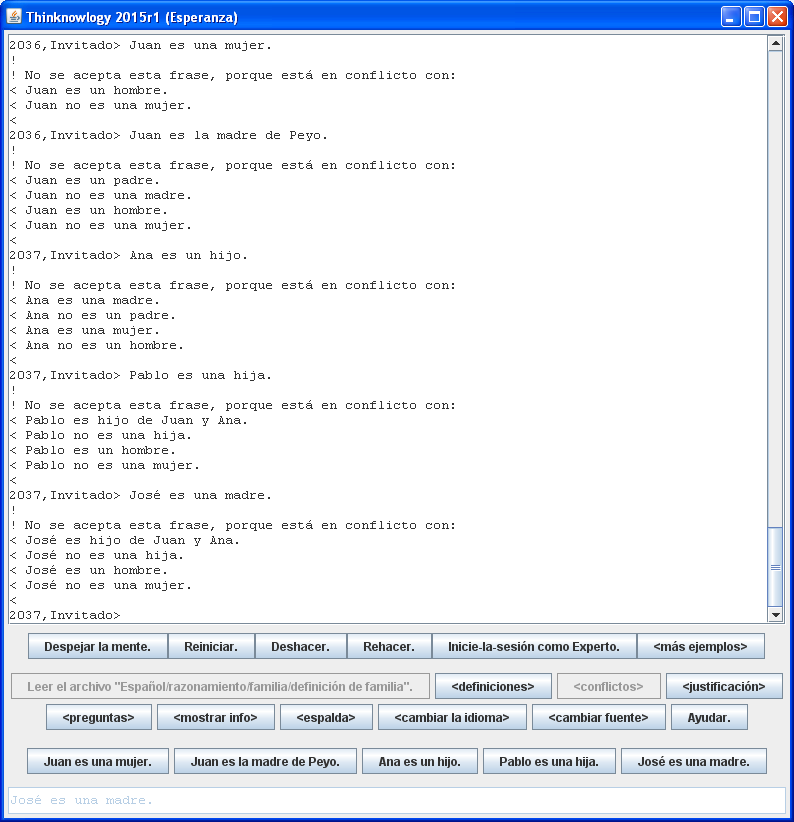 Thinknowlogy 2015r1 (Esperanza)
2036,Invitado> Juan es una mujer.
!
! No se acepta esta frase, porque está en conflicto con:
< Juan es un hombre.
< Juan no es una mujer.
<
2036,Invitado> Juan es la madre de Peyo.
!
! No se acepta esta frase, porque está en conflicto con:
< Juan es un padre.
< Juan no es una madre.
< Juan es un hombre.
< Juan no es una mujer.
<
2037,Invitado> Ana es un hijo.
!
! No se acepta esta frase, porque está en conflicto con:
< Ana es una madre.
< Ana no es un padre.
< Ana es una mujer.
< Ana no es un hombre.
<
2037,Invitado> Pablo es una hija.
!
! No se acepta esta frase, porque está en conflicto con:
< Pablo es hijo de Juan y Ana.
< Pablo no es una hija.
< Pablo es un hombre.
< Pablo no es una mujer.
<
2037,Invitado> José es una madre.
!
! No se acepta esta frase, porque está en conflicto con:
< José es hijo de Juan y Ana.
< José no es una hija.
< José es un hombre.
< José no es una mujer.
<
2037,Invitado>
Despejar la mente. Reiniciar. Deshacer. Rehacer. Inicie-la-sesión como Experto. <más ejemplos>
Leer el archivo "Español/razonamiento/familia/definición de familia". <definiciones> <conflictos> <justificación>
<preguntas> <mostrar info> <espalda> <cambiar la idioma> <cambiar fuente> Ayudar.
Juan es una mujer. Juan es la madre de Peyo. Ana es un hijo. Pablo es una hija. José es una madre.
José es una madre.